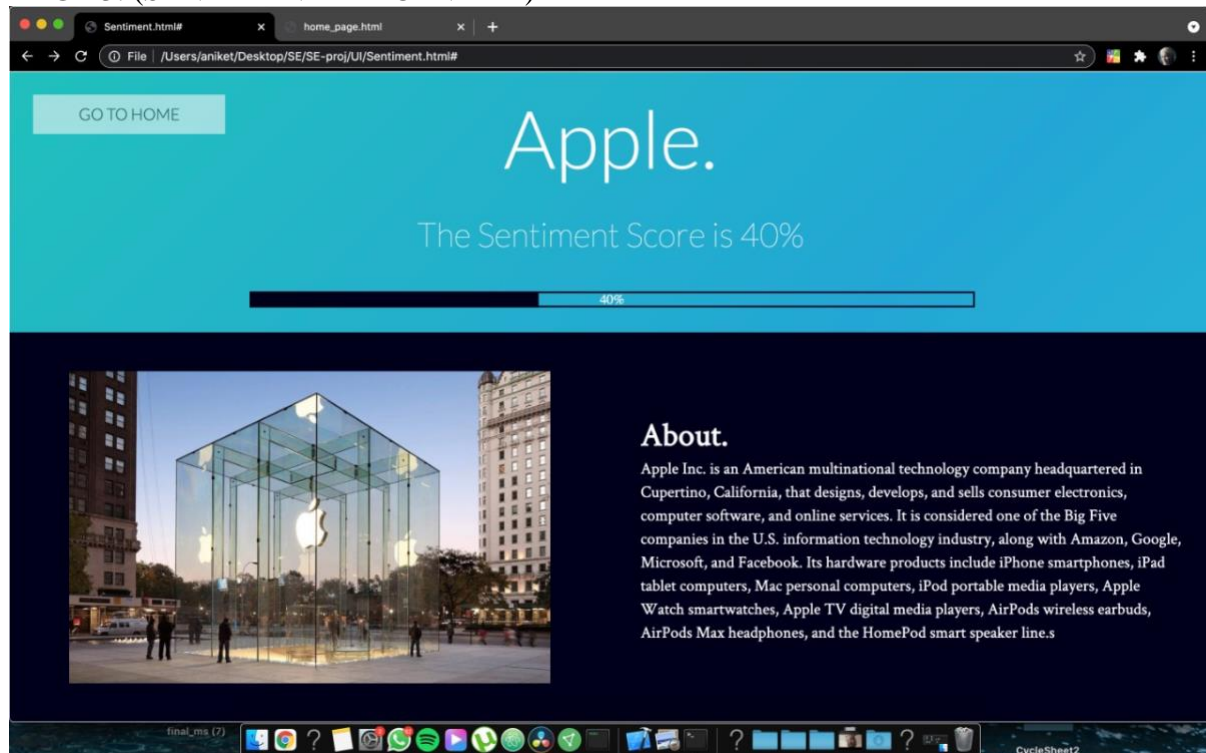 Sentiment.html#
home_page.html
File | /Users/aniket/Desktop/SE/SE-proj/UI/Sentiment.html#
GO TO HOME
Apple.
The Sentiment Score is 40%
40%
About.
Apple Inc. is an American multinational technology company headquartered in
Cupertino, California, that designs, develops, and sells consumer electronics,
computer software, and online services. It is considered one of the Big Five
companies in the U.S. information technology industry, along with Amazon, Google,
Microsoft, and Facebook. Its hardware products include iPhone smartphones, iPad
tablet computers, Mac personal computers, iPod portable media players, Apple
Watch smartwatches, Apple TV digital media players, AirPods wireless earbuds,
AirPods Max headphones, and the HomePod smart speaker line.s
final_ms (7)
CycleSheet2